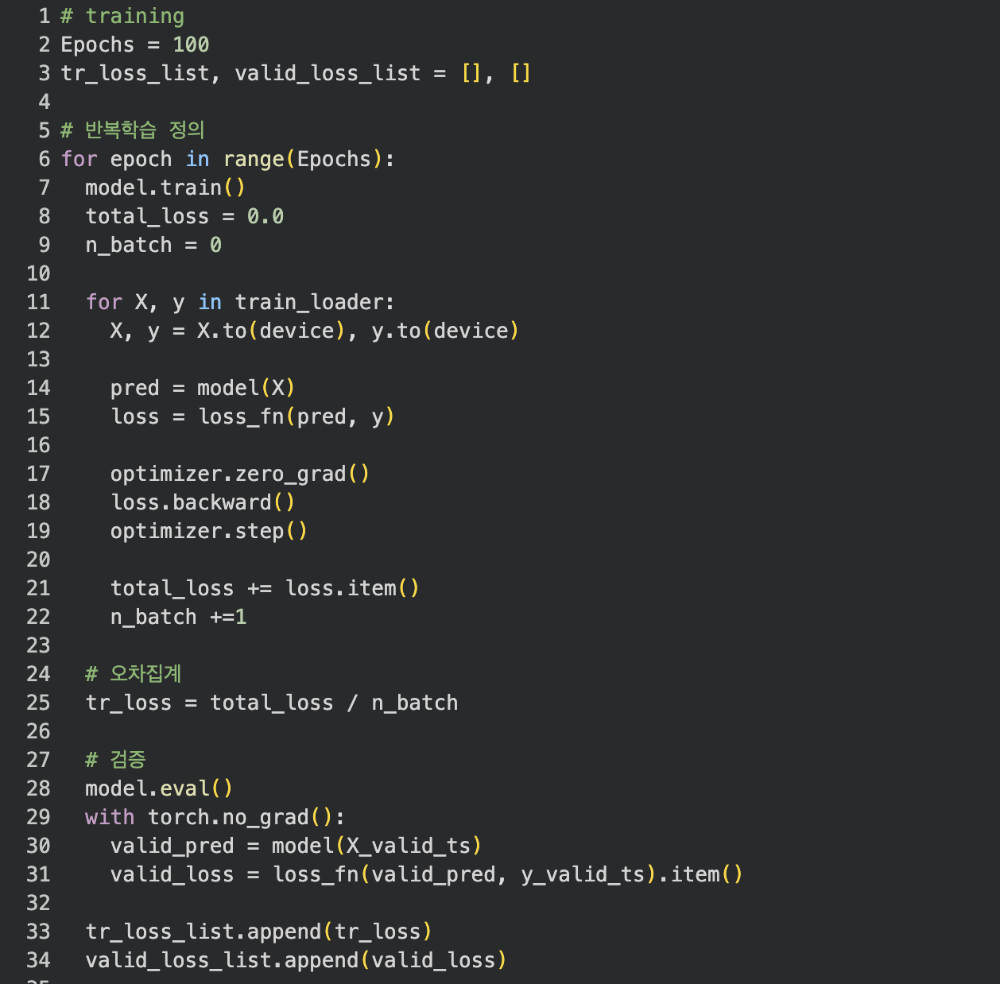 1 # training
2 Epochs = 100
3 tr_loss_list, valid_loss_list = [], []
4
5 # 반복학습 정의
6 for epoch in range(Epochs):
7   model.train()
8   total_loss = 0.0
9   n_batch = 0
10
11   for X, y in train_loader:
12     X, y = X.to(device), y.to(device)
13
14     pred = model(X)
15     loss = loss_fn(pred, y)
16
17     optimizer.zero_grad()
18     loss.backward()
19     optimizer.step()
20
21     total_loss += loss.item()
22     n_batch +=1
23
24   # 오차집계
25   tr_loss = total_loss / n_batch
26
27   # 검증
28   model.eval()
29   with torch.no_grad():
30     valid_pred = model(X_valid_ts)
31     valid_loss = loss_fn(valid_pred, y_valid_ts).item()
32
33   tr_loss_list.append(tr_loss)
34   valid_loss_list.append(valid_loss)